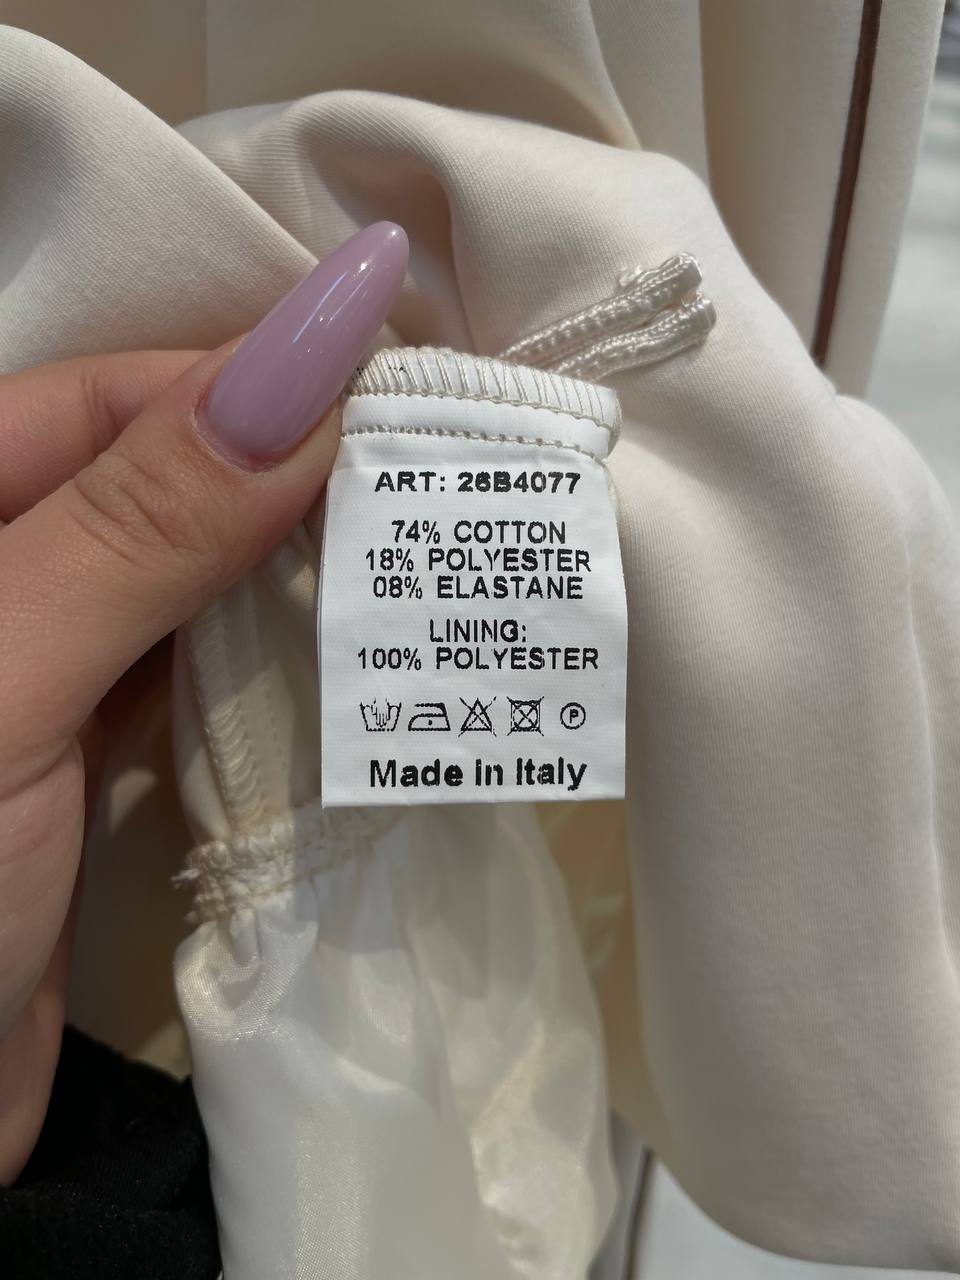 ART: 26B4077
74% COTTON
18% POLYESTER
08% ELASTANE
LINING:
100% POLYESTER
P
Made in Italy